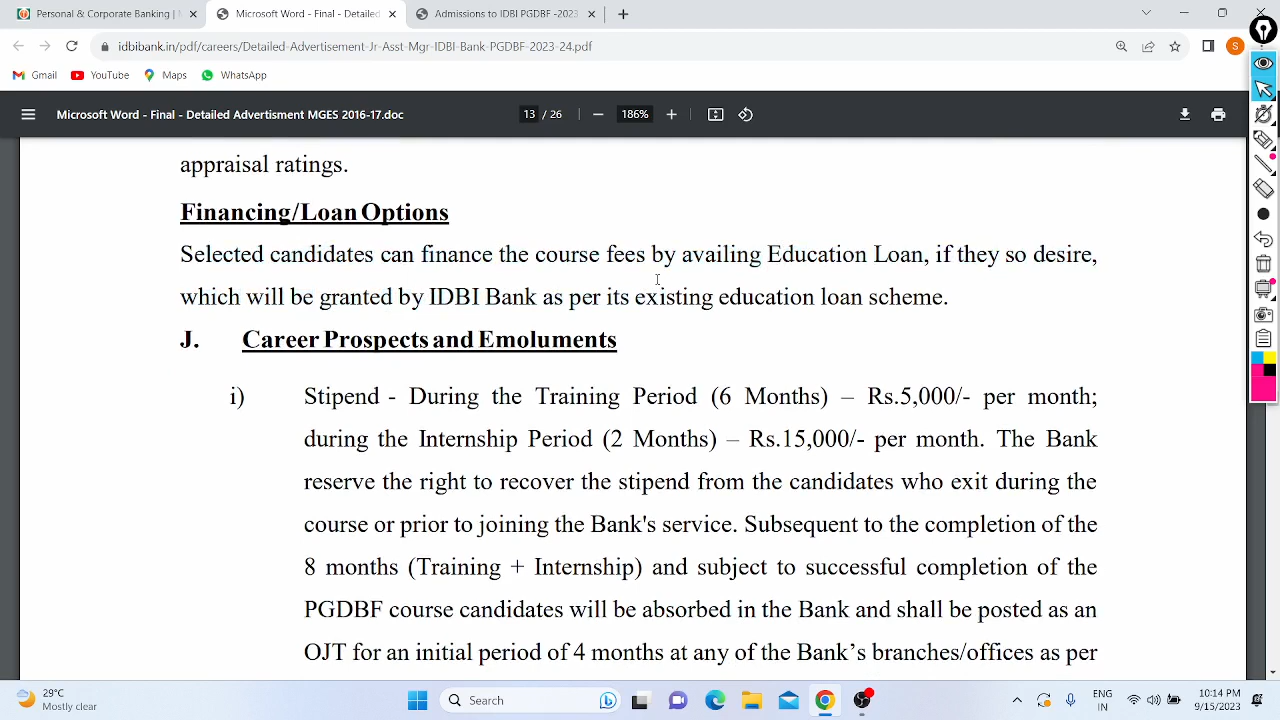 Personal & Corporate Banking | M
Microsoft Word - Final - Detailed
Admissions to IDBI PGDBF -2023
idbibank.in/pdf/careers/Detailed-Advertisement-Jr-Asst-Mgr-IDBI-Bank-PGDBF-2023-24.pdf
S
Gmail
YouTube
Maps
WhatsApp
Microsoft Word - Final - Detailed Advertisment MGES 2016-17.doc
13 / 26
186%
appraisal ratings.
Financing/Loan Options
Selected candidates can finance the course fees by availing Education Loan, if they so desire,
which will be granted by IDBI Bank as per its existing education loan scheme.
J. Career Prospects and Emoluments
i) Stipend - During the Training Period (6 Months) – Rs.5,000/- per month;
during the Internship Period (2 Months) – Rs.15,000/- per month. The Bank
reserve the right to recover the stipend from the candidates who exit during the
course or prior to joining the Bank's service. Subsequent to the completion of the
8 months (Training + Internship) and subject to successful completion of the
PGDBF course candidates will be absorbed in the Bank and shall be posted as an
OJT for an initial period of 4 months at any of the Bank’s branches/offices as per
29°C
Mostly clear
Search
ENG
IN
10:14 PM
9/15/2023